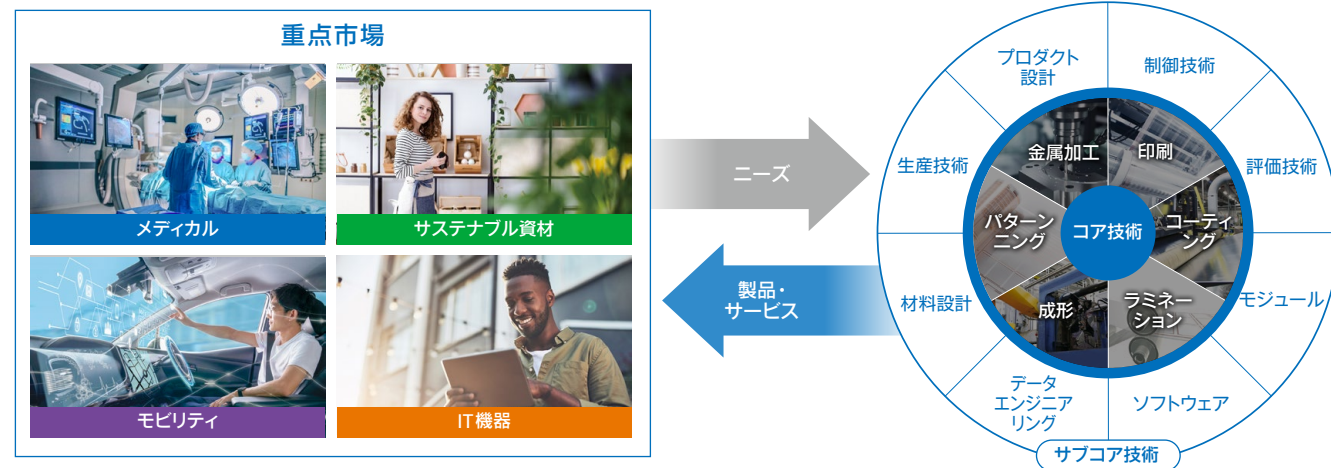 重点市場
メディカル
サステナブル資材
モビリティ
IT機器
ニーズ
製品・
サービス
プロダクト
設計
制御技術
生産技術
評価技術
材料設計
モジュール
データ
エンジニア
リング
ソフトウェア
サブコア技術
金属加工
印刷
パターン
ニング
コア技術
コーティ
ング
成形
ラミネー
ション